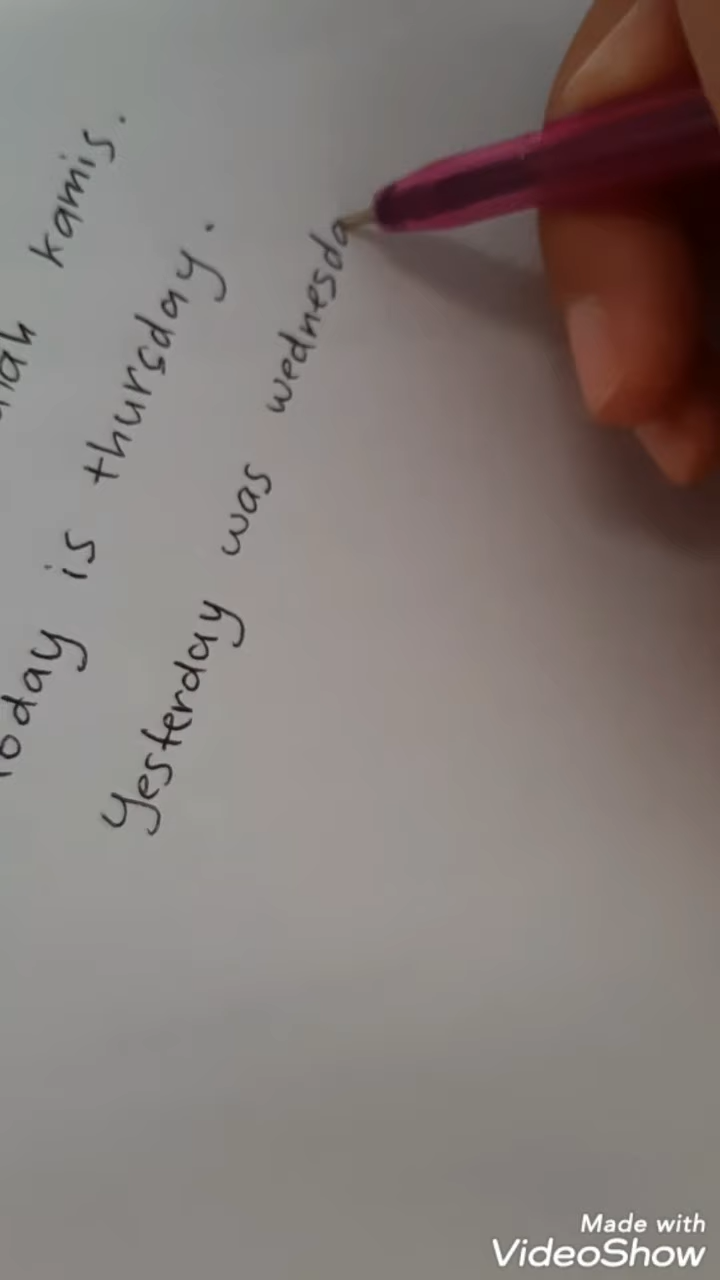 kamis.
Today is thursday.
Yesterday was wednesda
Made with
VideoShow